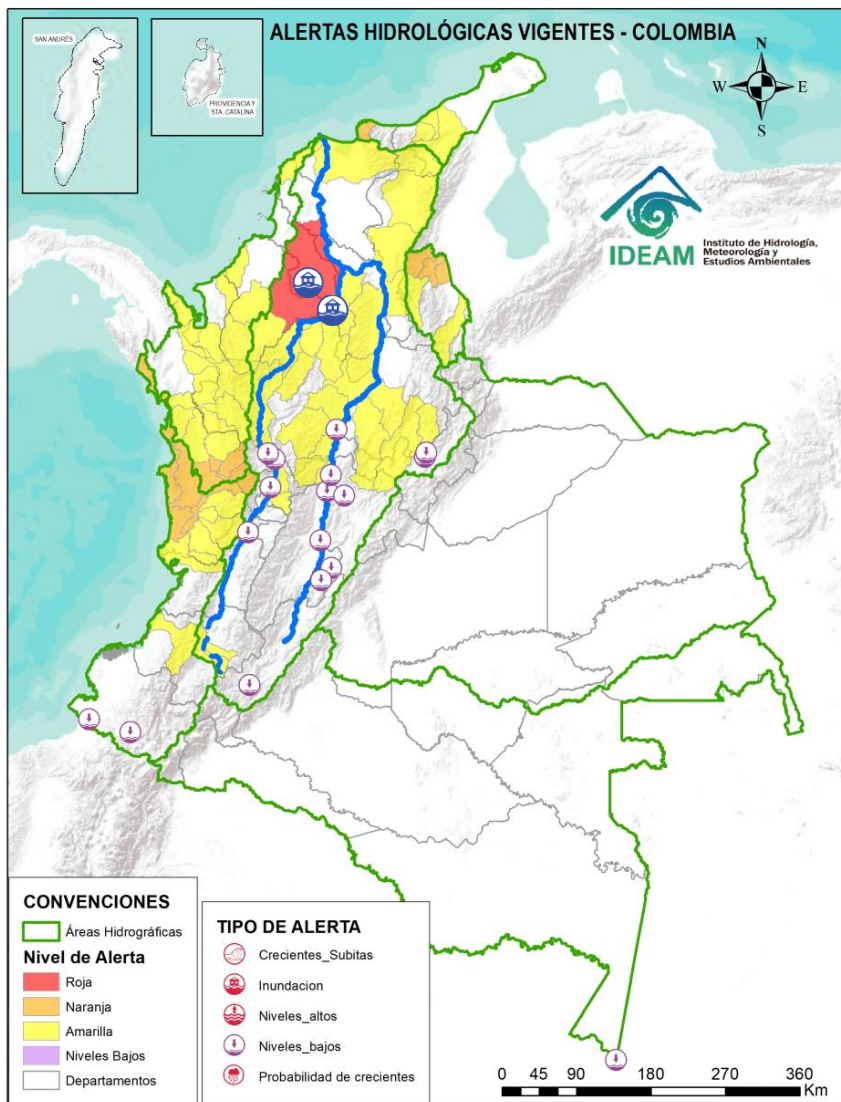 ALERTAS HIDROLÓGICAS VIGENTES - COLOMBIA
SAN ANDRÉS
PROVIDENCIA Y
STA. CATALINA
N
W E
S
IDEAM
Instituto de Hidrología,
Meteorología y
Estudios Ambientales
CONVENCIONES
Áreas Hidrográficas
Nivel de Alerta
Roja
Naranja
Amarilla
Niveles Bajos
Departamentos
TIPO DE ALERTA
Crecientes_Subitas
Inundacion
Niveles_altos
Niveles_bajos
Probabilidad de crecientes
0 45 90 180 270 360
Km